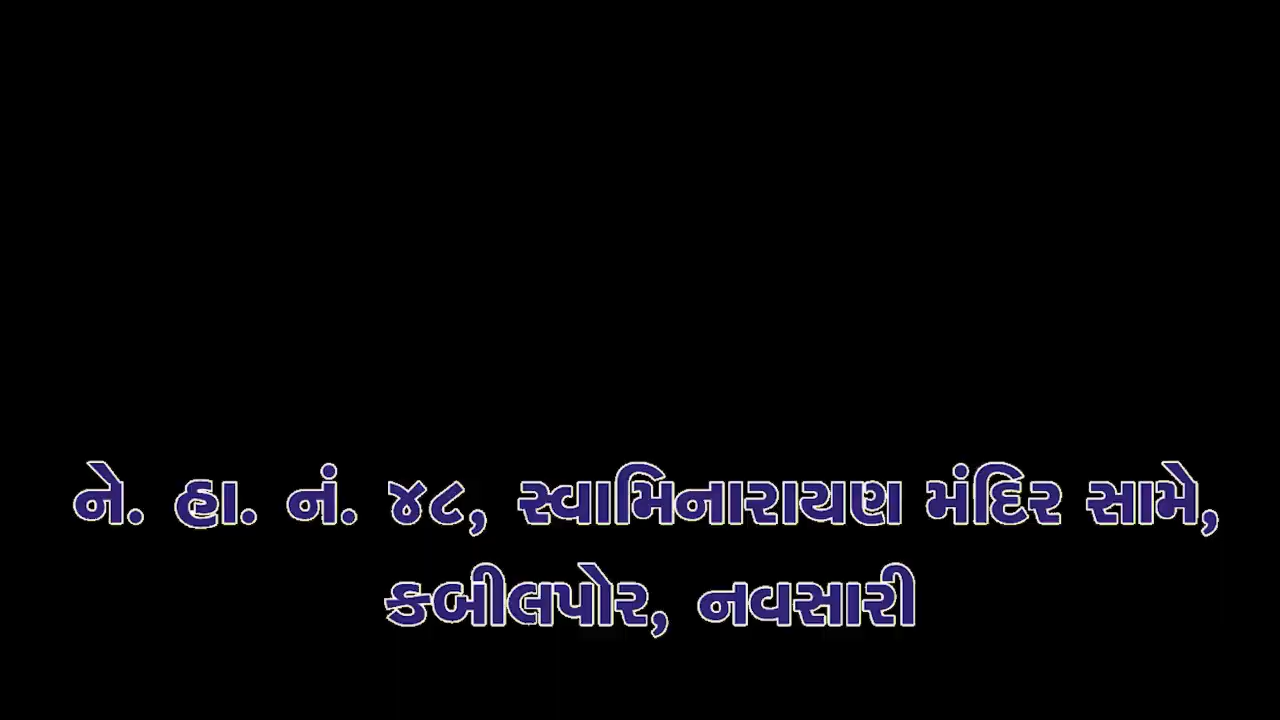 ને. હા. નં. ૪૮, સ્વામિનારાયણ મંદિર સામે,
કબીલપોર, નવસારી